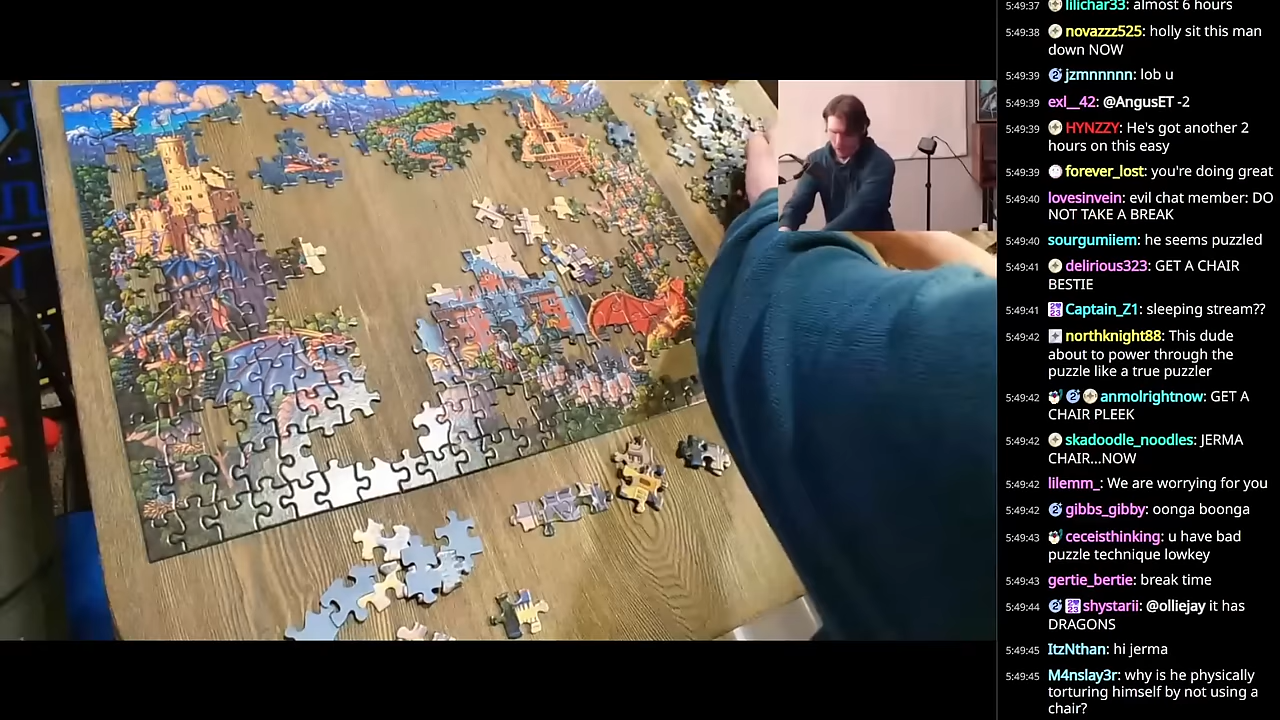 5:49:37 lilichar33: almost 6 hours
5:49:38 novazzz525: holly sit this man
down NOW
5:49:39 jzmnnnnn: lob u
5:49:39 exl__42: @AngusET -2
5:49:39 HYNZZY: He's got another 2
hours on this easy
5:49:39 forever_lost: you're doing great
5:49:40 lovesinvein: evil chat member: DO
NOT TAKE A BREAK
5:49:40 sourgumiiem: he seems puzzled
5:49:41 delirious323: GET A CHAIR
BESTIE
5:49:41 Captain_Z1: sleeping stream??
5:49:42 northknight88: This dude
about to power through the
puzzle like a true puzzler
5:49:42 anmolrightnow: GET A
CHAIR PLEEK
5:49:42 skadoodle_noodles: JERMA
CHAIR...NOW
5:49:42 lilemm_: We are worrying for you
5:49:42 gibbs_gibby: oonga boonga
5:49:43 ceceisthinking: u have bad
puzzle technique lowkey
5:49:43 gertie_bertie: break time
5:49:44 shystarii: @olliejay it has
DRAGONS
5:49:45 ItzNthan: hi jerma
5:49:45 M4nslay3r: why is he physically
torturing himself by not using a
chair?